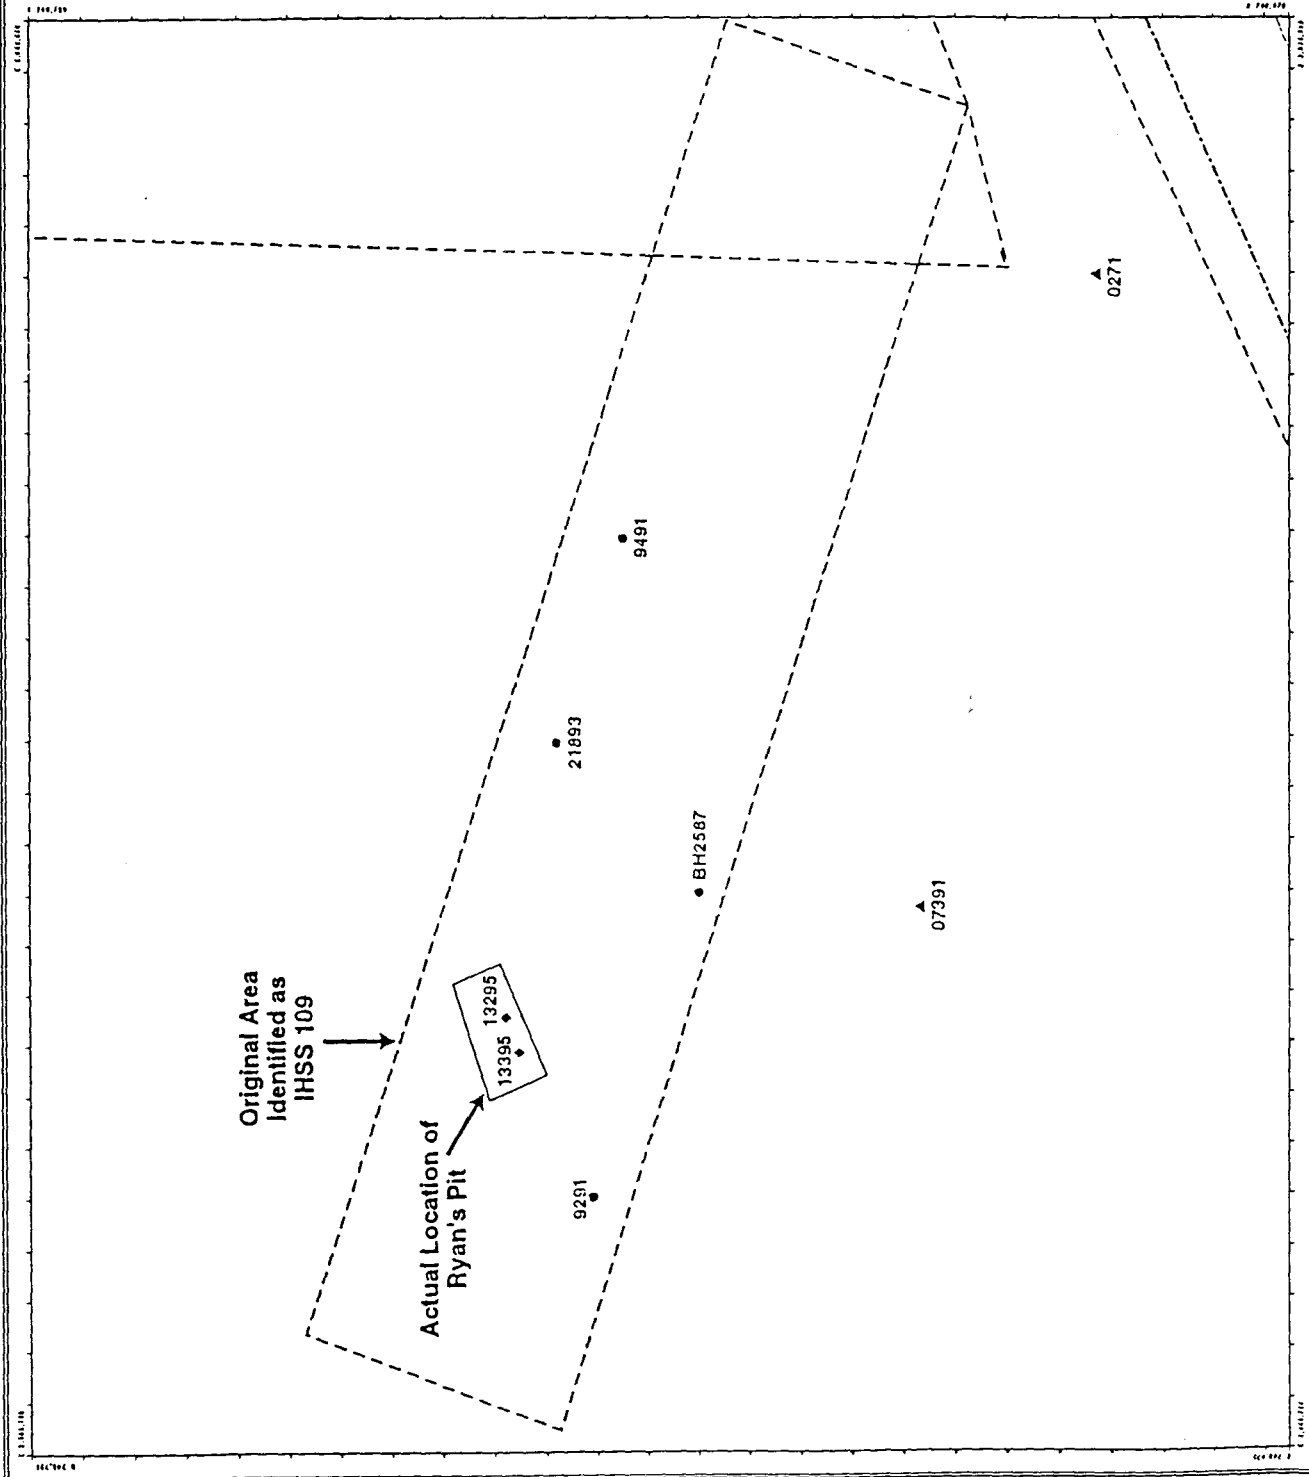 Original Area
Identified as
IHSS 109
Actual Location of
Ryan's Pit
13395
13295
9291
BH2587
21893
9491
07391
0271